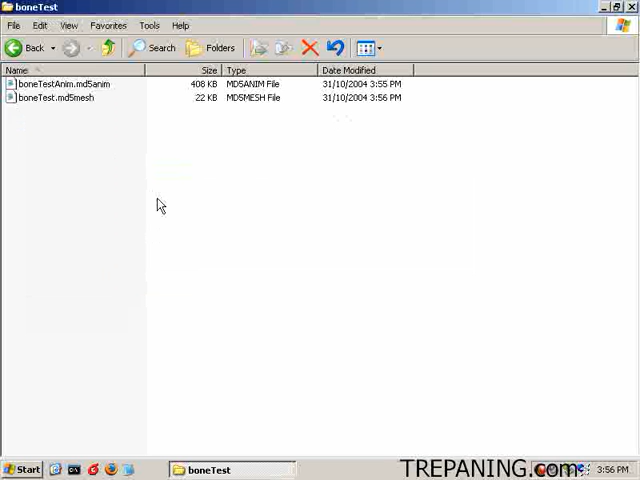 boneTest
File Edit View Favorites Tools Help
Back Search Folders
Name Size Type Date Modified
boneTestAnim.md5anim 408 KB MD5ANIM File 31/10/2004 3:55 PM
boneTest.md5mesh 22 KB MD5MESH File 31/10/2004 3:56 PM
Start boneTest TREPANING.com 3:56 PM